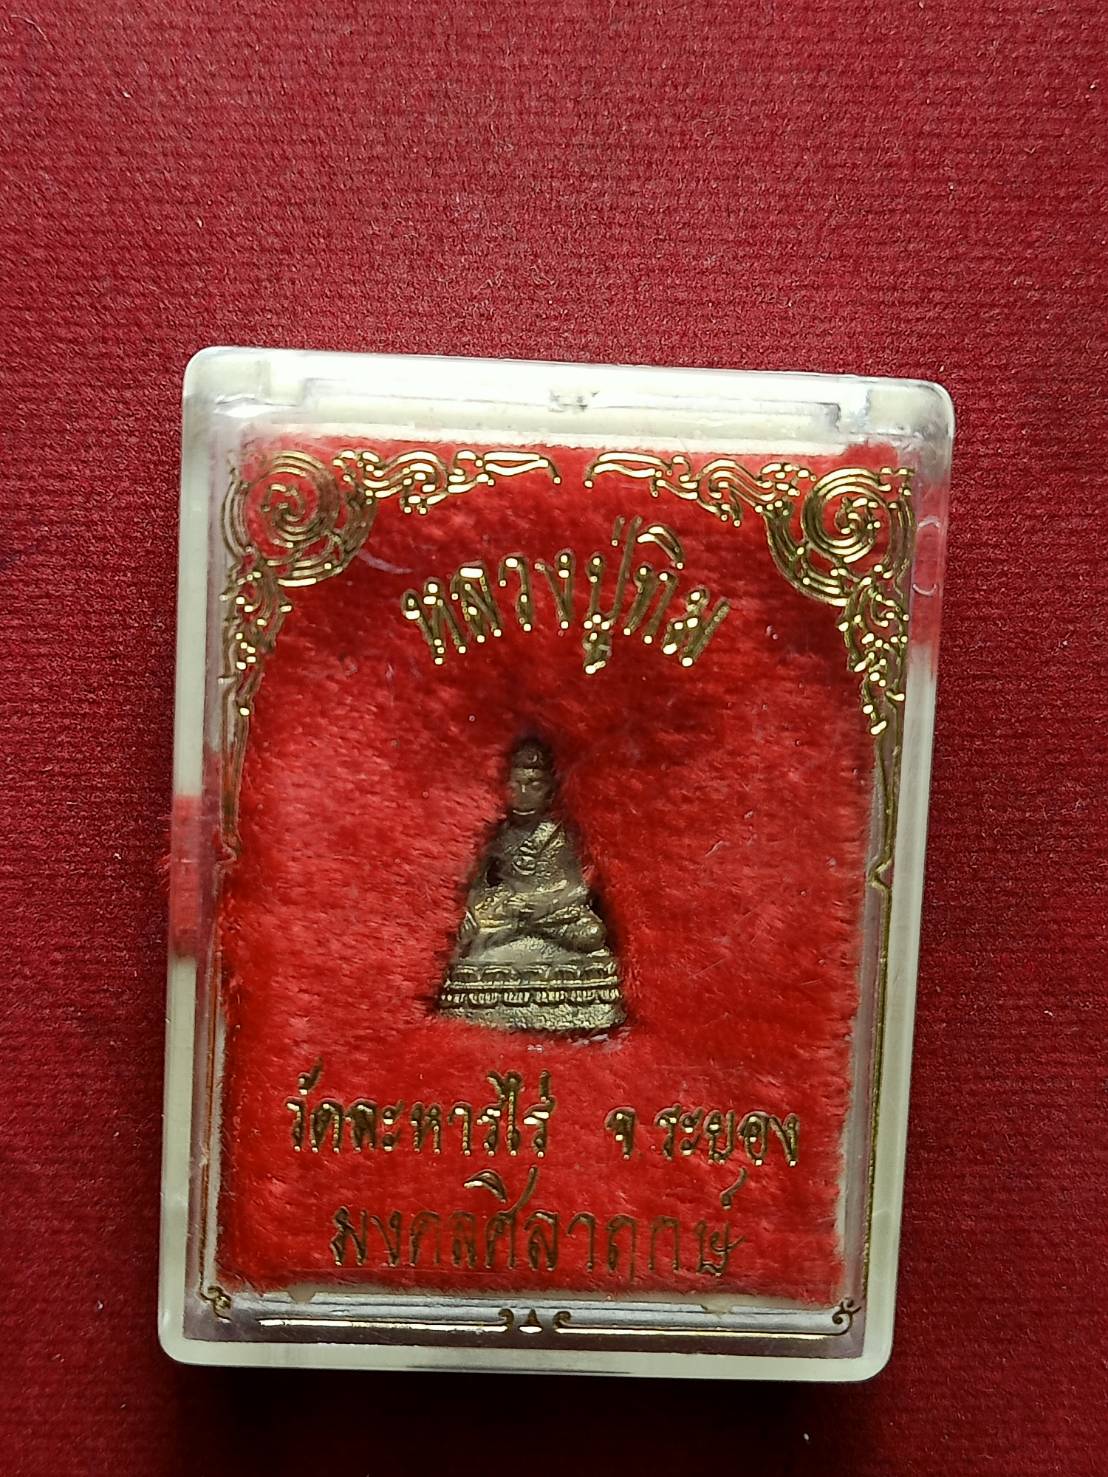 หลวงปู่ทิม
วัดละหารไร่ จ.ระยอง
มงคลศิลาฤกษ์